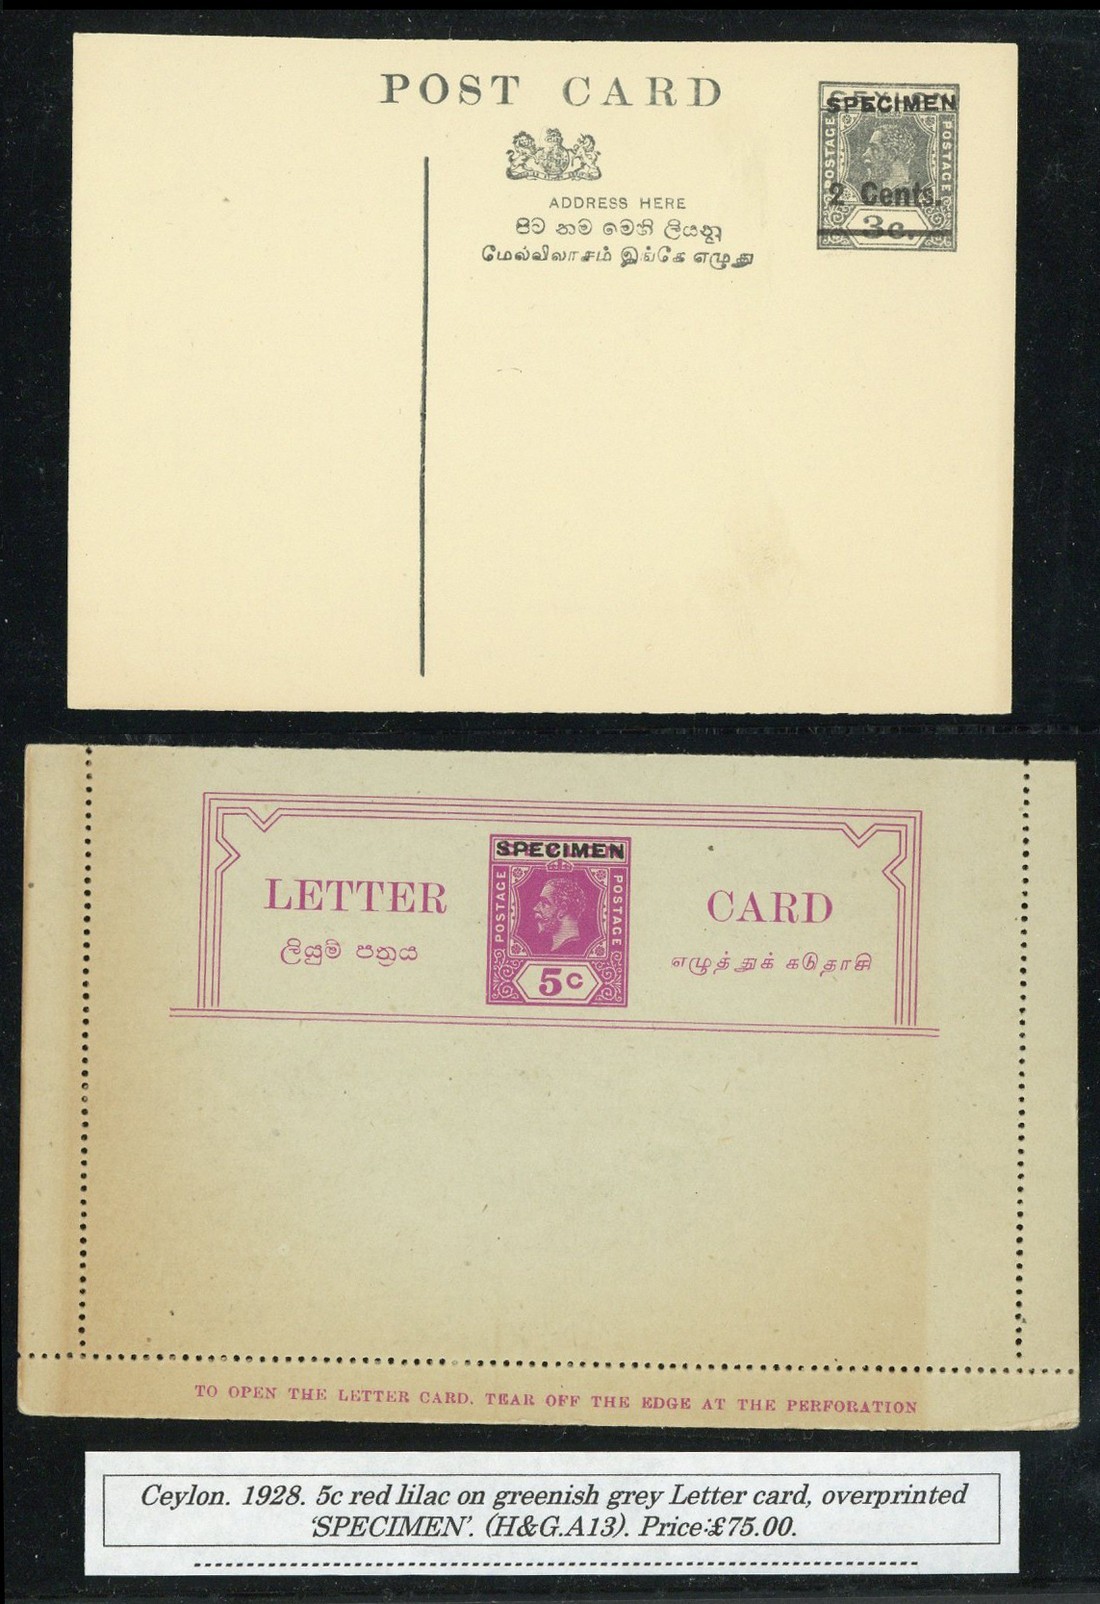 POST CARD
CEYLON
SPECIMEN
POSTAGE
POSTAGE
2 Cents.
3c.
ADDRESS HERE
පිට නම මෙහි ලියනු
மேல்விலாசம் இங்கே எழுது
SPECIMEN
POSTAGE
POSTAGE
5c
LETTER
CARD
ලියුම් පත්‍රය
எழுத்துக் கடுதாசி
TO OPEN THE LETTER CARD, TEAR OFF THE EDGE AT THE PERFORATION
Ceylon. 1928. 5c red lilac on greenish grey Letter card, overprinted
'SPECIMEN'. (H&G.A13). Price:£75.00.